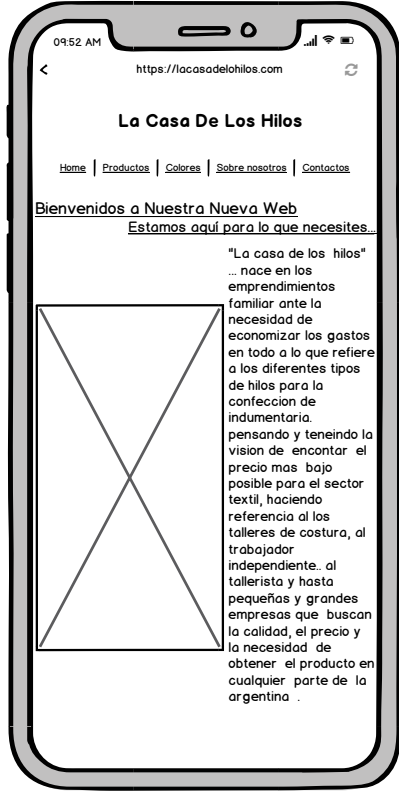 09:52 AM
https://lacasadelohilos.com
La Casa De Los Hilos
Home | Productos | Colores | Sobre nosotros | Contactos
Bienvenidos a Nuestra Nueva Web
Estamos aquí para lo que necesites...
"La casa de los hilos"
... nace en los
emprendimientos
familiar ante la
necesidad de
economizar los gastos
en todo a lo que refiere
a los diferentes tipos
de hilos para la
confeccion de
indumentaria.
pensando y teneindo la
vision de encontar el
precio mas bajo
posible para el sector
textil, haciendo
referencia al los
talleres de costura, al
trabajador
independiente.. al
tallerista y hasta
pequeñas y grandes
empresas que buscan
la calidad, el precio y
la necesidad de
obtener el producto en
cualquier parte de la
argentina .